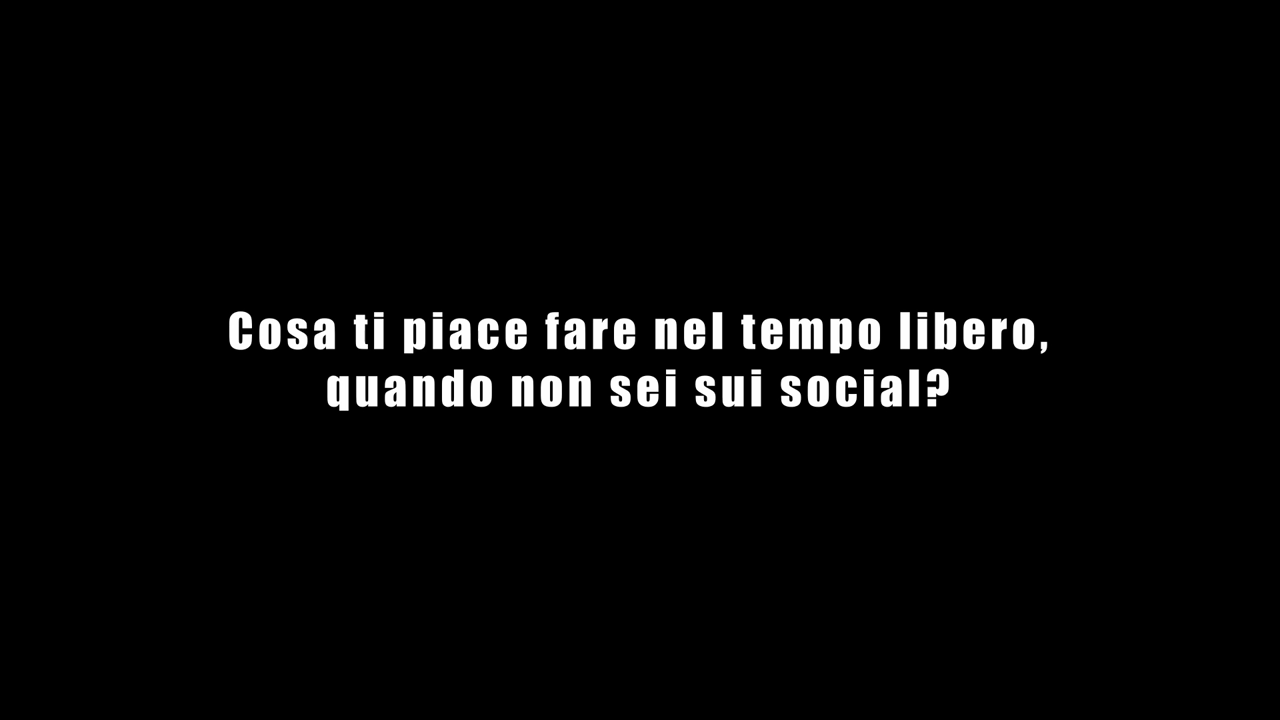 Cosa ti piace fare nel tempo libero,
quando non sei sui social?